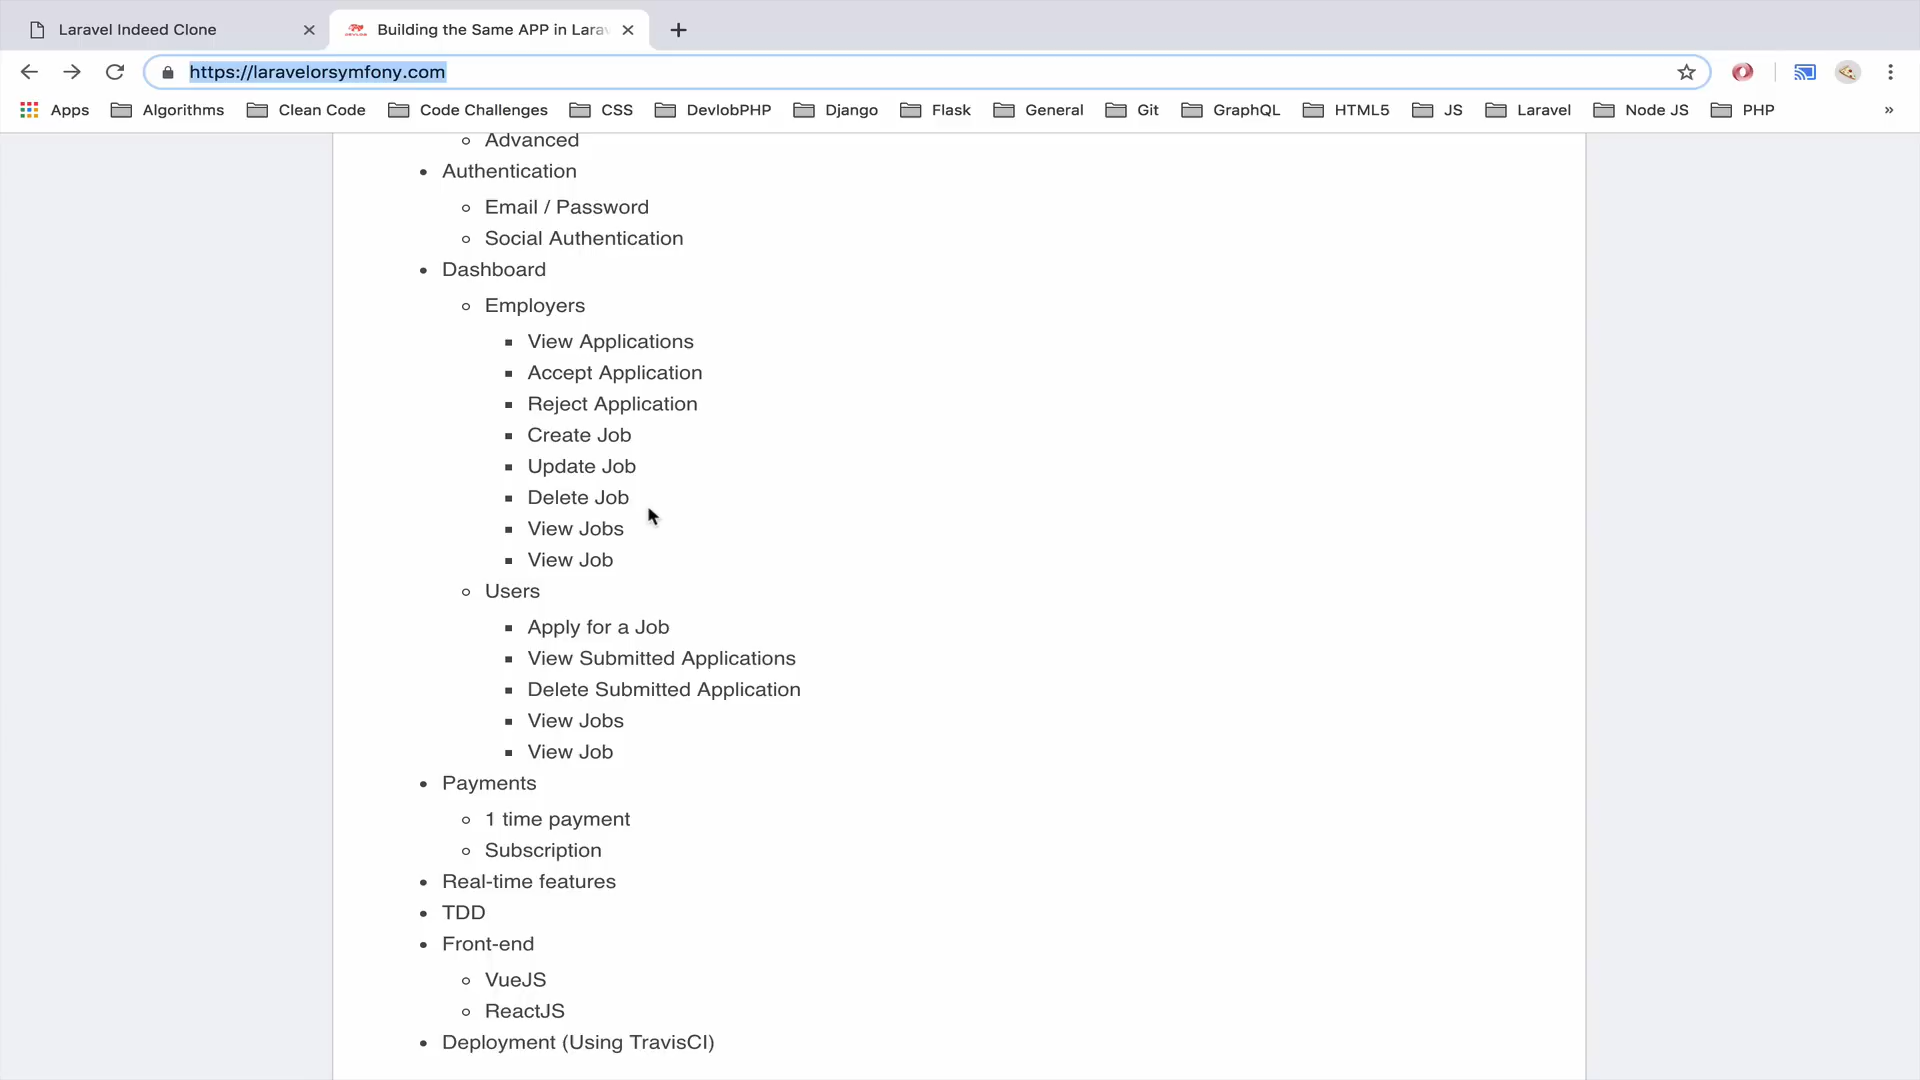 Laravel Indeed Clone
Building the Same APP in Lara
https://laravelorsymfony.com
Apps Algorithms Clean Code Code Challenges CSS DevlobPHP Django Flask General Git GraphQL HTML5 JS Laravel Node JS PHP »
Advanced
Authentication
Email / Password
Social Authentication
Dashboard
Employers
View Applications
Accept Application
Reject Application
Create Job
Update Job
Delete Job
View Jobs
View Job
Users
Apply for a Job
View Submitted Applications
Delete Submitted Application
View Jobs
View Job
Payments
1 time payment
Subscription
Real-time features
TDD
Front-end
VueJS
ReactJS
Deployment (Using TravisCI)